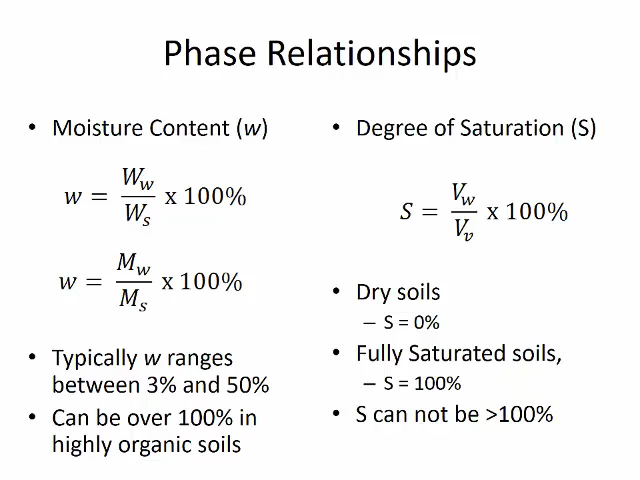 Phase Relationships
• Moisture Content (w)
w = W_w / W_s x 100%
w = M_w / M_s x 100%
• Typically w ranges
between 3% and 50%
• Can be over 100% in
highly organic soils
• Degree of Saturation (S)
S = V_w / V_v x 100%
• Dry soils
– S = 0%
• Fully Saturated soils,
– S = 100%
• S can not be >100%